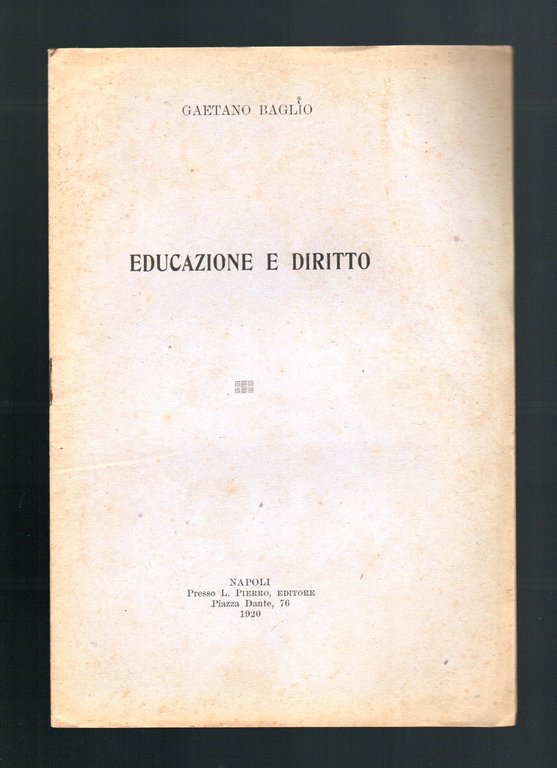 GAETANO BAGLIO
EDUCAZIONE E DIRITTO
NAPOLI
Presso L. PIERRO, EDITORE
Piazza Dante, 76
1920